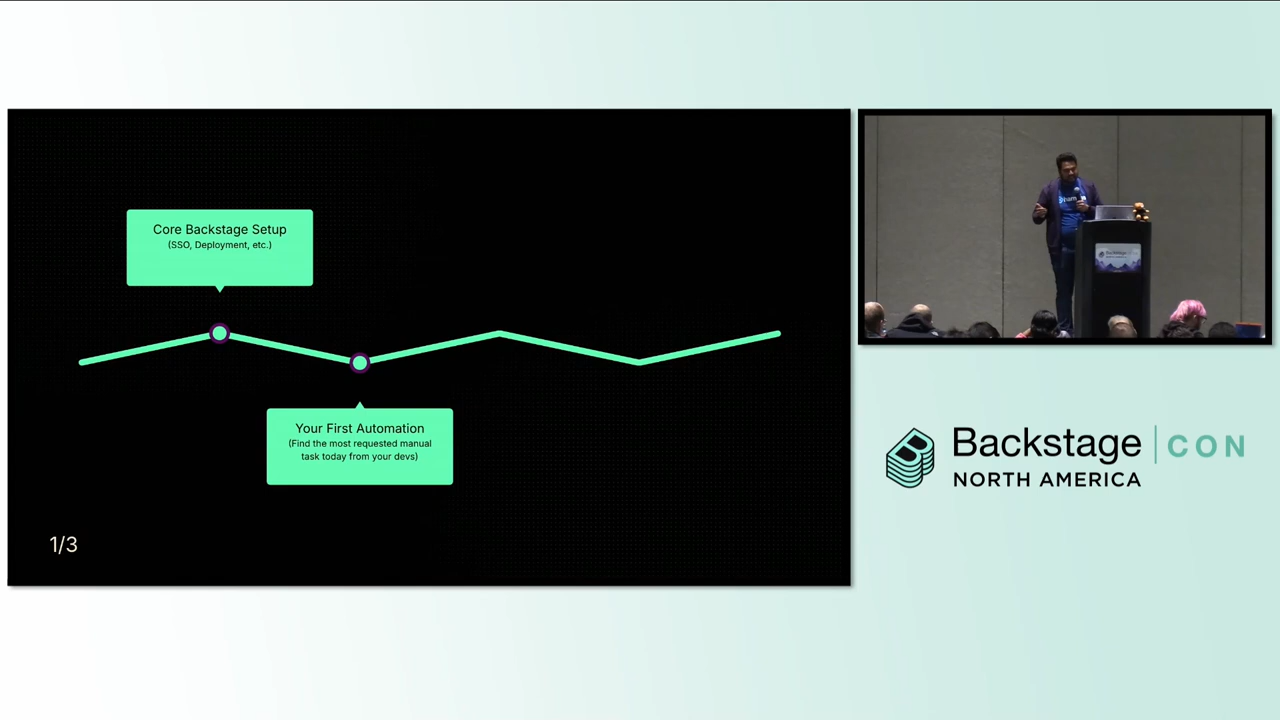 Core Backstage Setup
(SSO, Deployment, etc.)
Your First Automation
(Find the most requested manual
task today from your devs)
1/3
Backstage | CON
NORTH AMERICA